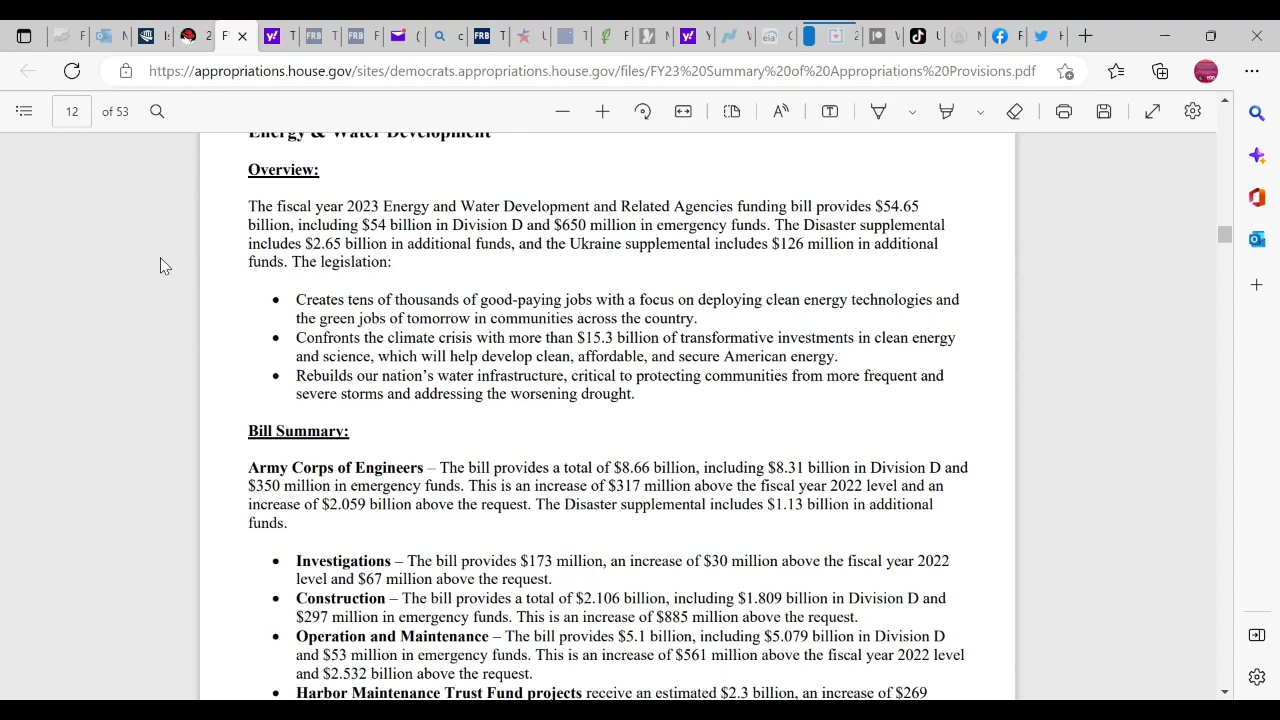 F
N
Is
2
F
T
FRB T
FRB F
(
c
FRB T
U
T
F
N
Y
V
eia C
2
V
U
N
F
H
https://appropriations.house.gov/sites/democrats.appropriations.house.gov/files/FY23%20Summary%20of%20Appropriations%20Provisions.pdf
12 of 53
Energy & Water Development
Overview:
The fiscal year 2023 Energy and Water Development and Related Agencies funding bill provides $54.65
billion, including $54 billion in Division D and $650 million in emergency funds. The Disaster supplemental
includes $2.65 billion in additional funds, and the Ukraine supplemental includes $126 million in additional
funds. The legislation:
• Creates tens of thousands of good-paying jobs with a focus on deploying clean energy technologies and
the green jobs of tomorrow in communities across the country.
• Confronts the climate crisis with more than $15.3 billion of transformative investments in clean energy
and science, which will help develop clean, affordable, and secure American energy.
• Rebuilds our nation’s water infrastructure, critical to protecting communities from more frequent and
severe storms and addressing the worsening drought.
Bill Summary:
Army Corps of Engineers – The bill provides a total of $8.66 billion, including $8.31 billion in Division D and
$350 million in emergency funds. This is an increase of $317 million above the fiscal year 2022 level and an
increase of $2.059 billion above the request. The Disaster supplemental includes $1.13 billion in additional
funds.
• Investigations – The bill provides $173 million, an increase of $30 million above the fiscal year 2022
level and $67 million above the request.
• Construction – The bill provides a total of $2.106 billion, including $1.809 billion in Division D and
$297 million in emergency funds. This is an increase of $885 million above the request.
• Operation and Maintenance – The bill provides $5.1 billion, including $5.079 billion in Division D
and $53 million in emergency funds. This is an increase of $561 million above the fiscal year 2022 level
and $2.532 billion above the request.
• Harbor Maintenance Trust Fund projects receive an estimated $2.3 billion, an increase of $269